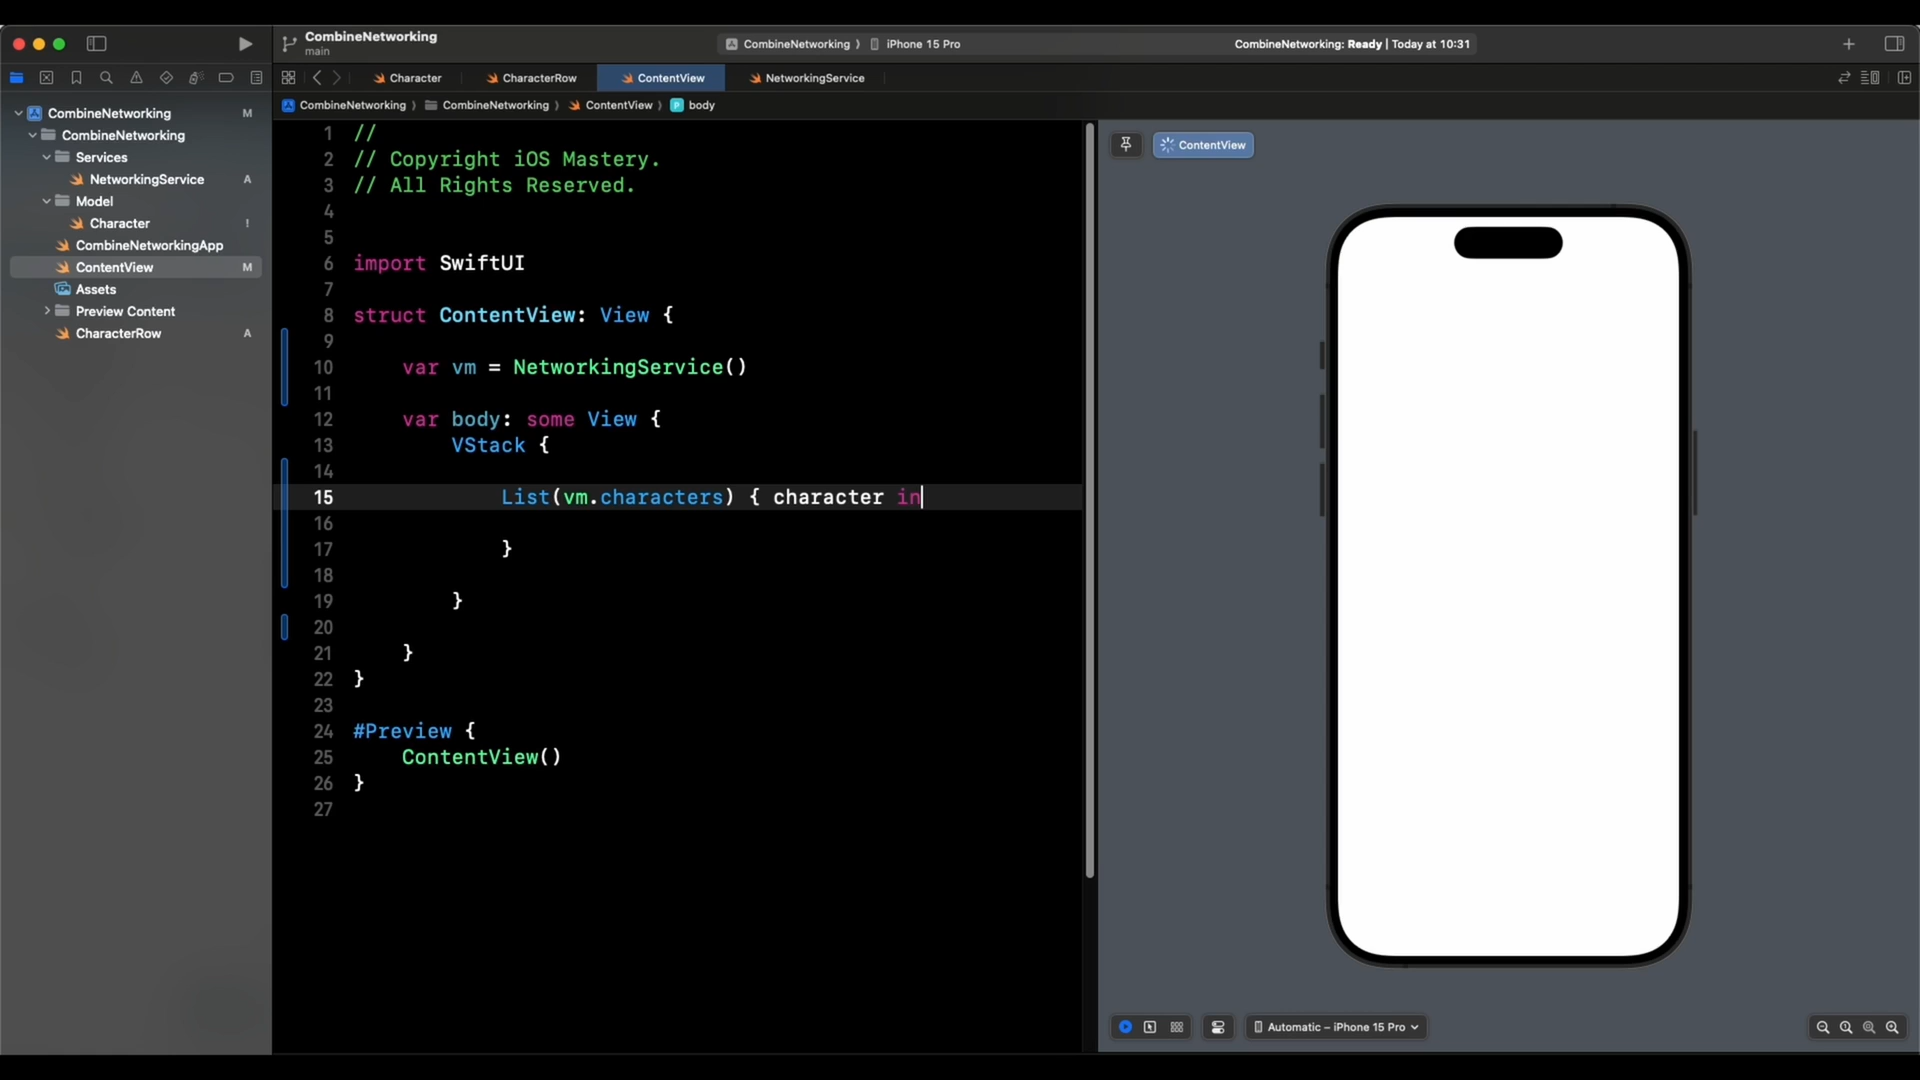 CombineNetworking
main
CombineNetworking
iPhone 15 Pro
CombineNetworking: Ready | Today at 10:31
Character
CharacterRow
ContentView
NetworkingService
CombineNetworking
CombineNetworking
ContentView
P body
CombineNetworking M
CombineNetworking
Services
NetworkingService A
Model
Character !
CombineNetworkingApp
ContentView M
Assets
Preview Content
CharacterRow A
1 //
2 // Copyright iOS Mastery.
3 // All Rights Reserved.
4
5
6 import SwiftUI
7
8 struct ContentView: View {
9
10 var vm = NetworkingService()
11
12 var body: some View {
13 VStack {
14
15 List(vm.characters) { character in
16
17 }
18
19 }
20
21 }
22 }
23
24 #Preview {
25 ContentView()
26 }
27
ContentView
Automatic – iPhone 15 Pro